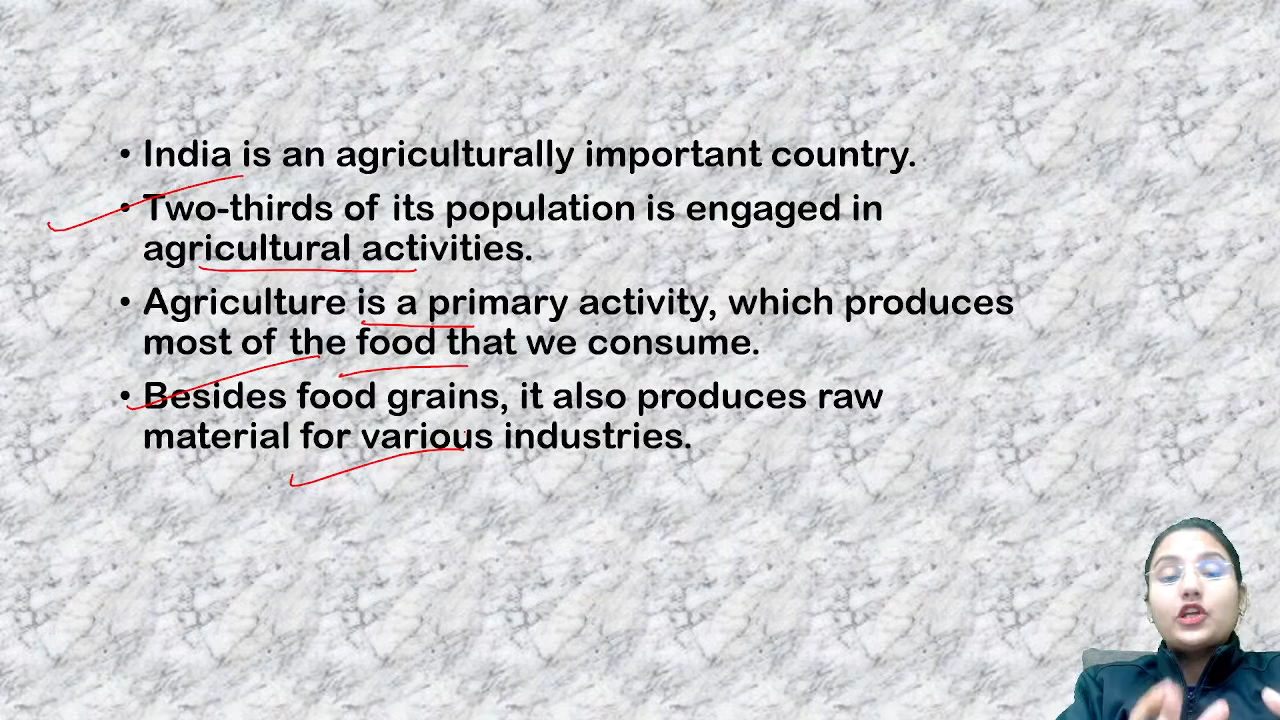 • India is an agriculturally important country.
• Two-thirds of its population is engaged in
agricultural activities.
• Agriculture is a primary activity, which produces
most of the food that we consume.
• Besides food grains, it also produces raw
material for various industries.